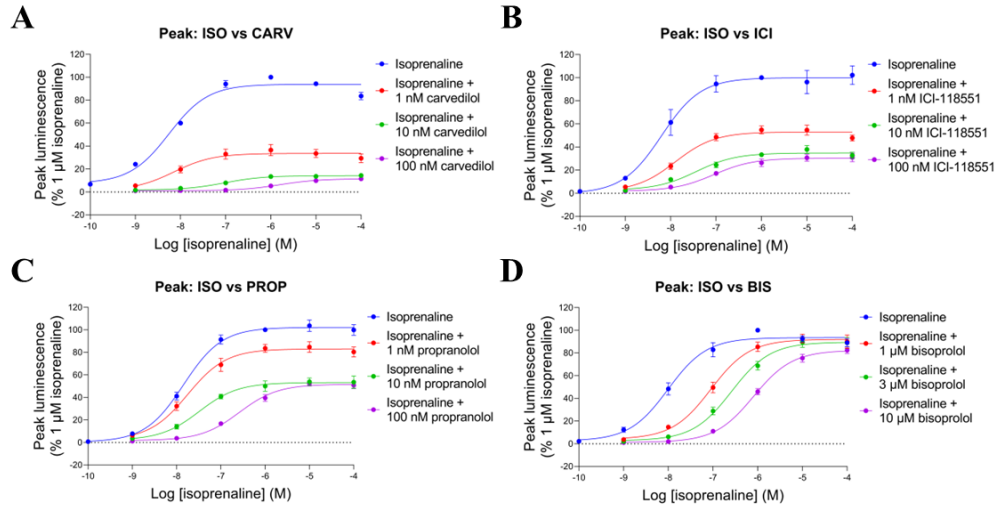 A
Peak: ISO vs CARV
Peak luminescence
(% 1 µM isoprenaline)
120
100
80
60
40
20
0
-20
-10
-9
-8
-7
-6
-5
-4
Log [isoprenaline] (M)
Isoprenaline
Isoprenaline +
1 nM carvedilol
Isoprenaline +
10 nM carvedilol
Isoprenaline +
100 nM carvedilol
B
Peak: ISO vs ICI
Peak luminescence
(% 1 µM isoprenaline)
120
100
80
60
40
20
0
-20
-10
-9
-8
-7
-6
-5
-4
Log [isoprenaline] (M)
Isoprenaline
Isoprenaline +
1 nM ICI-118551
Isoprenaline +
10 nM ICI-118551
Isoprenaline +
100 nM ICI-118551
C
Peak: ISO vs PROP
Peak luminescence
(% 1 µM isoprenaline)
120
100
80
60
40
20
0
-20
-10
-9
-8
-7
-6
-5
-4
Log [isoprenaline] (M)
Isoprenaline
Isoprenaline +
1 nM propranolol
Isoprenaline +
10 nM propranolol
Isoprenaline +
100 nM propranolol
D
Peak: ISO vs BIS
Peak luminescence
(% 1 µM isoprenaline)
120
100
80
60
40
20
0
-20
-10
-9
-8
-7
-6
-5
-4
Log [isoprenaline] (M)
Isoprenaline
Isoprenaline +
1 µM bisoprolol
Isoprenaline +
3 µM bisoprolol
Isoprenaline +
10 µM bisoprolol